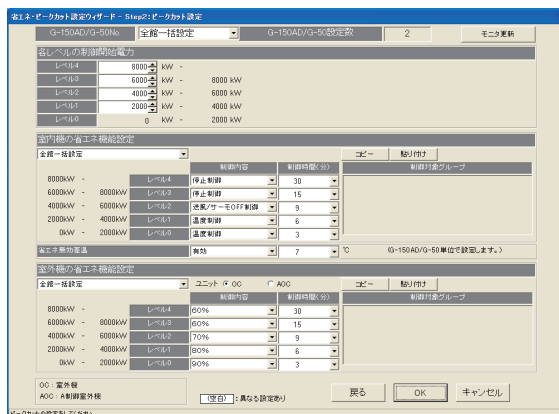 省エネ・ピークカット設定ウィザード - Step2:ピークカット設定
G-150AD/G-50No. 全館一括設定 G-150AD/G-50設定数 2 モニタ更新
各レベルの制御開始電力
レベル4 8000 kW -
レベル3 6000 kW - 8000 kW
レベル2 4000 kW - 6000 kW
レベル1 2000 kW - 4000 kW
レベル0 0 kW - 2000 kW
室内機の省エネ機能設定
全館一括設定 コピー 貼り付け
制御内容 制御時間(分) 制御対象グループ
8000kW - レベル4 停止制御 30
6000kW - 8000kW レベル3 停止制御 15
4000kW - 6000kW レベル2 送風/サーモOFF制御 9
2000kW - 4000kW レベル1 温度制御 6
0kW - 2000kW レベル0 温度制御 3
省エネ無効差温 有効 7 ℃ (G-150AD/G-50単位で設定します。)
室外機の省エネ機能設定
全館一括設定 ユニット OC AOC コピー 貼り付け
制御内容 制御時間(分) 制御対象グループ
8000kW - レベル4 60% 30
6000kW - 8000kW レベル3 60% 15
4000kW - 6000kW レベル2 70% 9
2000kW - 4000kW レベル1 80% 6
0kW - 2000kW レベル0 90% 3
OC : 室外機
AOC : A制御室外機
(空白) : 異なる設定あり 戻る OK キャンセル
ピークカットの設定をしてください